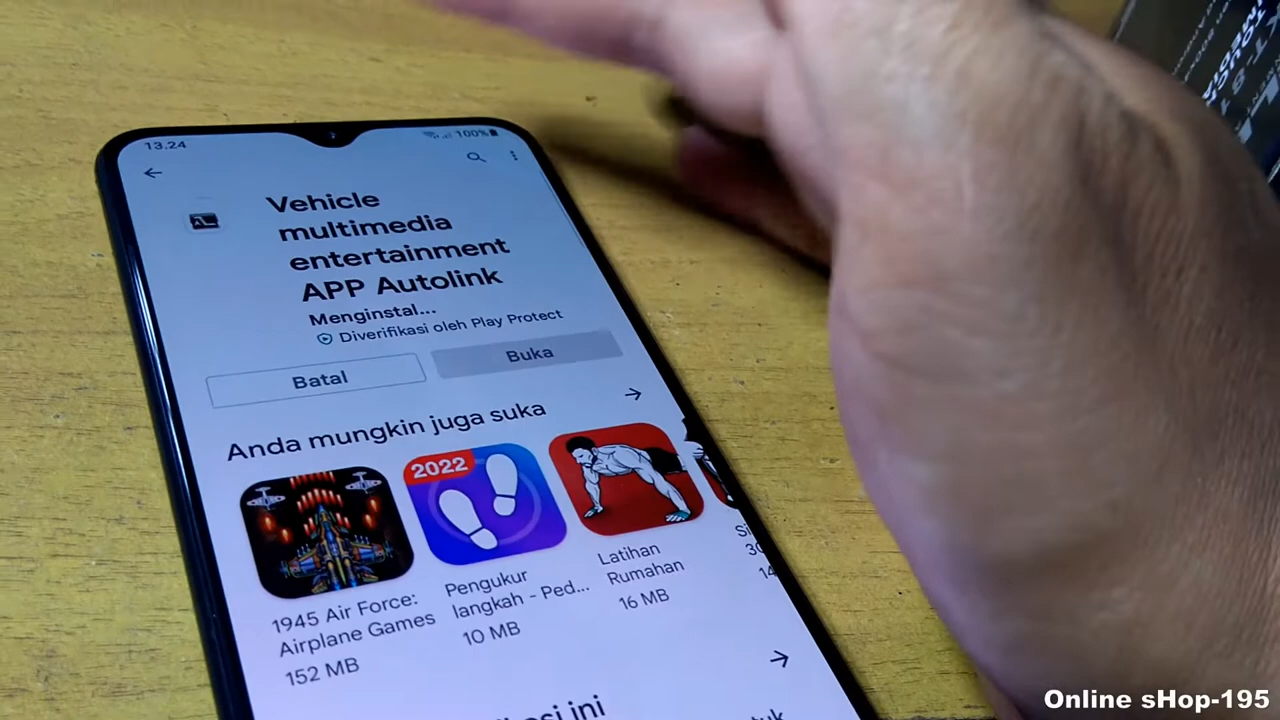 13.24
100%
Vehicle
multimedia
entertainment
APP Autolink
Menginstal...
Diverifikasi oleh Play Protect
Batal
Buka
Anda mungkin juga suka
2022
1945 Air Force:
Airplane Games
152 MB
Pengukur
langkah - Ped...
10 MB
Latihan
Rumahan
16 MB
ini
Online sHop-195